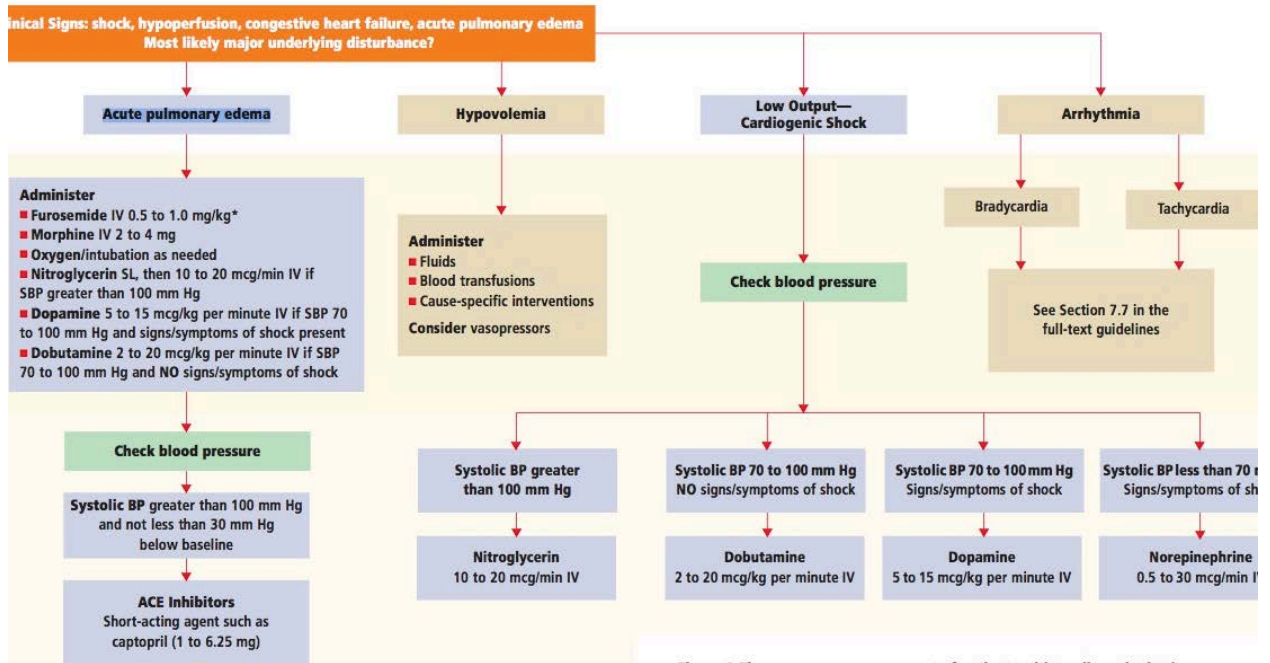 inical Signs: shock, hypoperfusion, congestive heart failure, acute pulmonary edema
Most likely major underlying disturbance?
Acute pulmonary edema
Hypovolemia
Low Output—
Cardiogenic Shock
Arrhythmia
Bradycardia
Tachycardia
Administer
■ Furosemide IV 0.5 to 1.0 mg/kg*
■ Morphine IV 2 to 4 mg
■ Oxygen/intubation as needed
■ Nitroglycerin SL, then 10 to 20 mcg/min IV if
SBP greater than 100 mm Hg
■ Dopamine 5 to 15 mcg/kg per minute IV if SBP 70
to 100 mm Hg and signs/symptoms of shock present
■ Dobutamine 2 to 20 mcg/kg per minute IV if SBP
70 to 100 mm Hg and NO signs/symptoms of shock
Administer
■ Fluids
■ Blood transfusions
■ Cause-specific interventions
Consider vasopressors
Check blood pressure
See Section 7.7 in the
full-text guidelines
Check blood pressure
Systolic BP greater than 100 mm Hg
and not less than 30 mm Hg
below baseline
ACE Inhibitors
Short-acting agent such as
captopril (1 to 6.25 mg)
Systolic BP greater
than 100 mm Hg
Nitroglycerin
10 to 20 mcg/min IV
Systolic BP 70 to 100 mm Hg
NO signs/symptoms of shock
Dobutamine
2 to 20 mcg/kg per minute IV
Systolic BP 70 to 100 mm Hg
Signs/symptoms of shock
Dopamine
5 to 15 mcg/kg per minute IV
Systolic BP less than 70
Signs/symptoms of sh
Norepinephrine
0.5 to 30 mcg/min